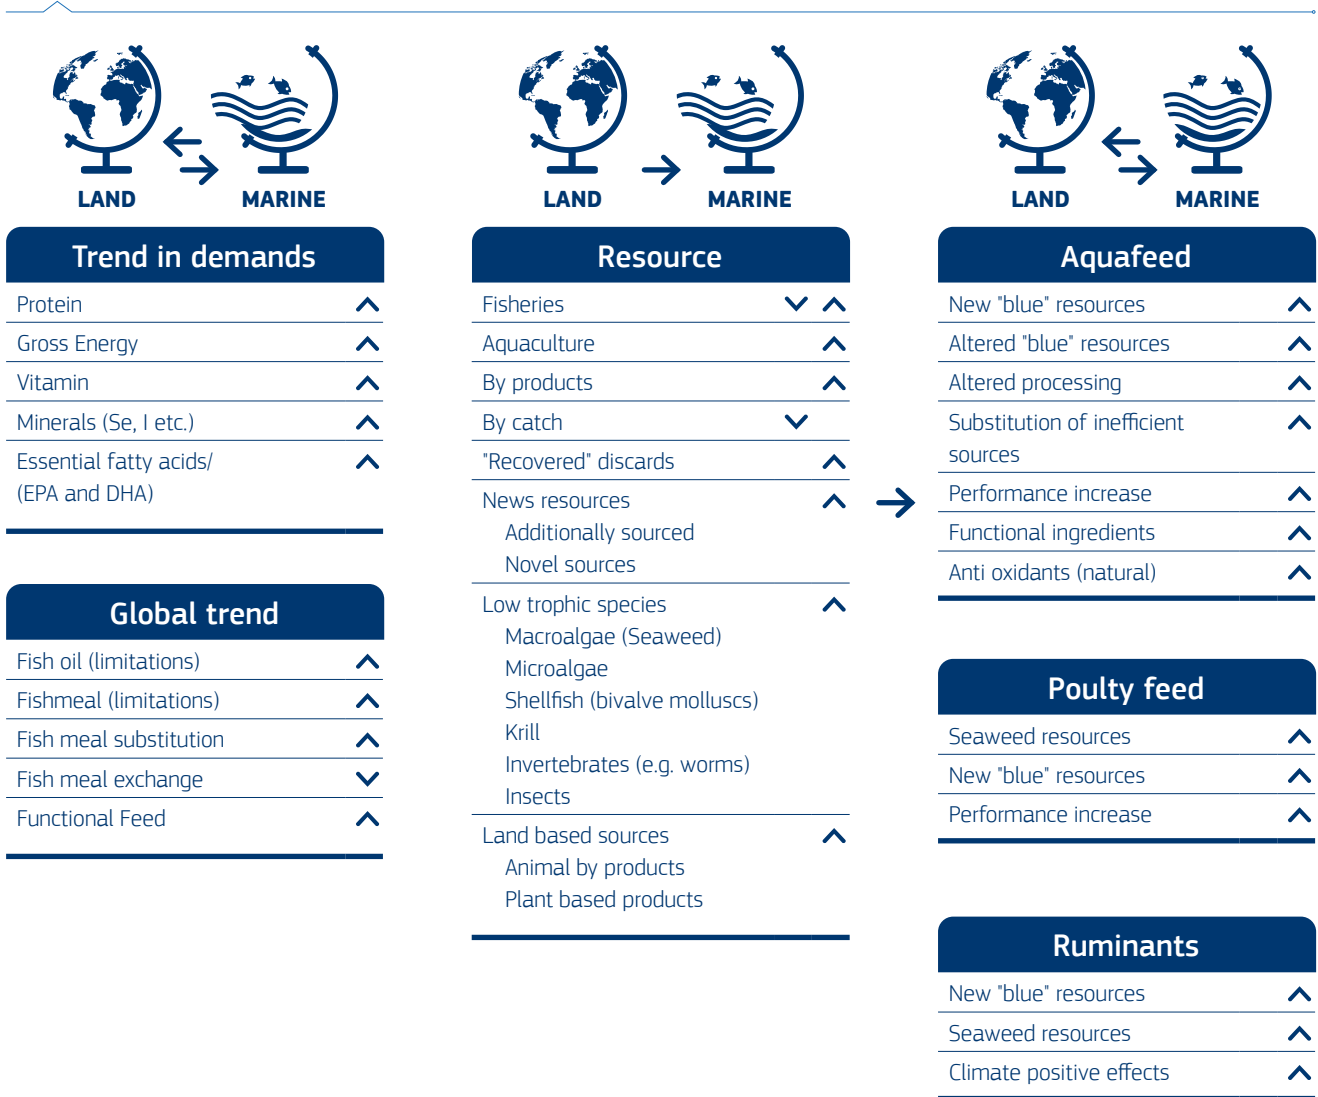 LAND
MARINE
Trend in demands
Protein
Gross Energy
Vitamin
Minerals (Se, I etc.)
Essential fatty acids/
(EPA and DHA)
Global trend
Fish oil (limitations)
Fishmeal (limitations)
Fish meal substitution
Fish meal exchange
Functional Feed
LAND
MARINE
Resource
Fisheries
Aquaculture
By products
By catch
"Recovered" discards
News resources
Additionally sourced
Novel sources
Low trophic species
Macroalgae (Seaweed)
Microalgae
Shellfish (bivalve molluscs)
Krill
Invertebrates (e.g. worms)
Insects
Land based sources
Animal by products
Plant based products
LAND
MARINE
Aquafeed
New "blue" resources
Altered "blue" resources
Altered processing
Substitution of inefficient
sources
Performance increase
Functional ingredients
Anti oxidants (natural)
Poulty feed
Seaweed resources
New "blue" resources
Performance increase
Ruminants
New "blue" resources
Seaweed resources
Climate positive effects